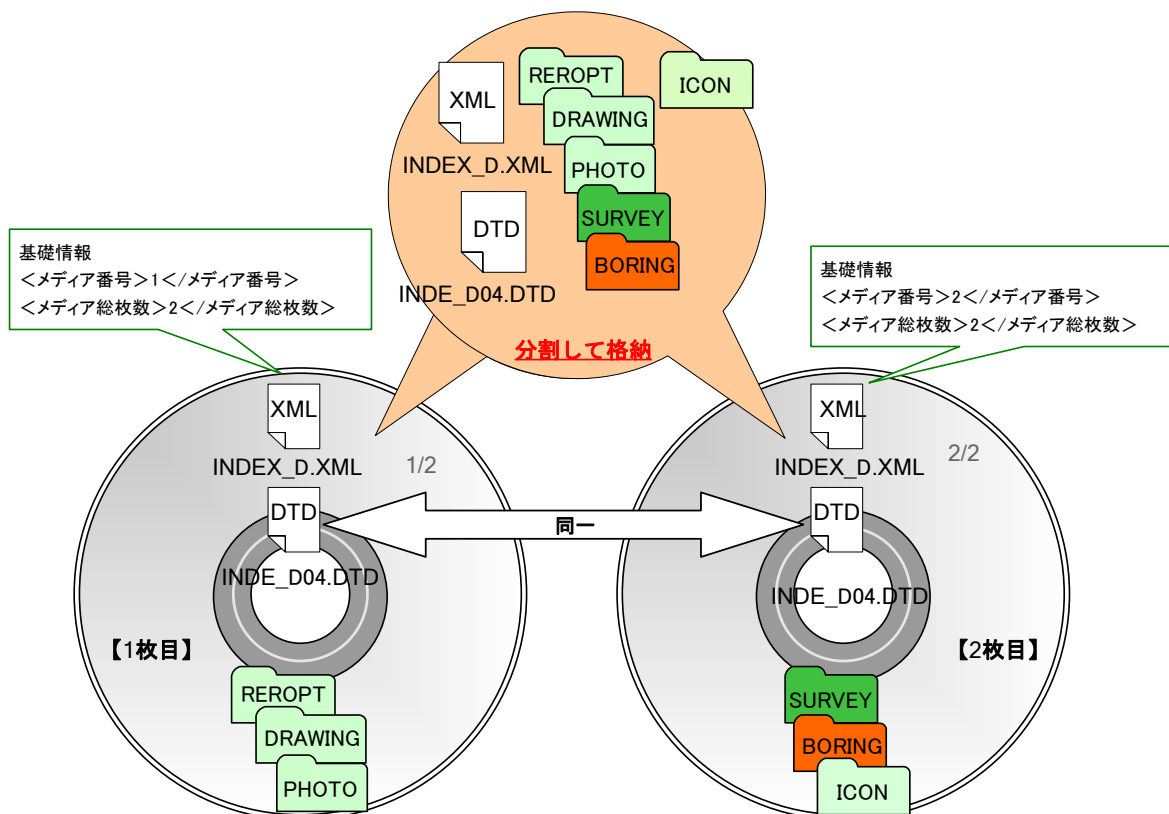 XML
INDEX_D.XML
DTD
INDE_D04.DTD
REROPT
DRAWING
PHOTO
SURVEY
BORING
ICON
分割して格納
基礎情報
<メディア番号>1</メディア番号>
<メディア総枚数>2</メディア総枚数>
基礎情報
<メディア番号>2</メディア番号>
<メディア総枚数>2</メディア総枚数>
XML
INDEX_D.XML
1/2
DTD
INDE_D04.DTD
【1枚目】
REROPT
DRAWING
PHOTO
同一
XML
INDEX_D.XML
2/2
DTD
INDE_D04.DTD
【2枚目】
SURVEY
BORING
ICON